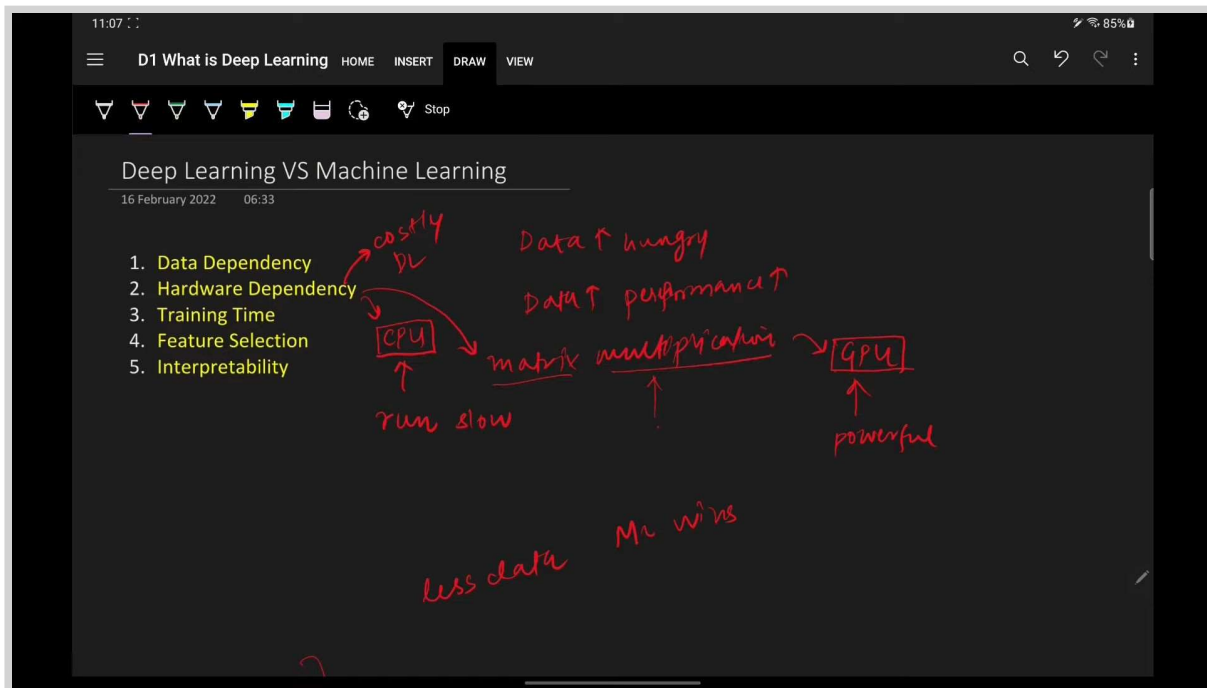 11:07
85%
D1 What is Deep Learning HOME INSERT DRAW VIEW
Stop
Deep Learning VS Machine Learning
16 February 2022 06:33
1. Data Dependency
2. Hardware Dependency
3. Training Time
4. Feature Selection
5. Interpretability
costly
DL
Data ↑ hungry
Data ↑ performance ↑
CPU
matrix multiplication
GPU
run slow
powerful
ML wins
less data